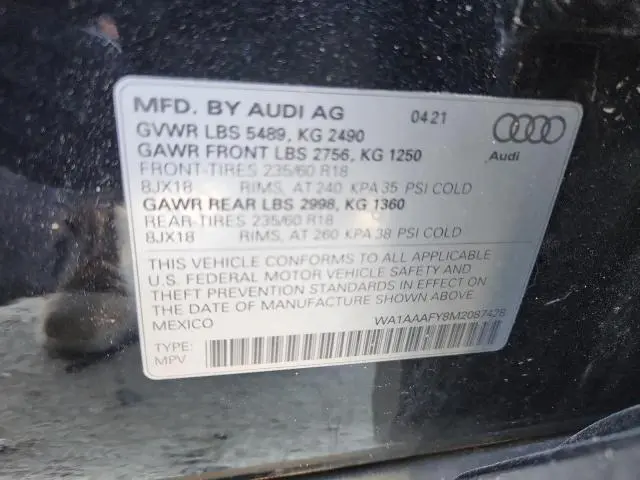 MFD. BY AUDI AG 04 21
GVWR LBS 5489, KG 2490
GAWR FRONT LBS 2756, KG 1250
FRONT-TIRES 235/60 R18
8JX18 RIMS, AT 240 KPA 35 PSI COLD
GAWR REAR LBS 2998, KG 1360
REAR-TIRES 235/60 R18
8JX18 RIMS, AT 260 KPA 38 PSI COLD
Audi
THIS VEHICLE CONFORMS TO ALL APPLICABLE
U.S. FEDERAL MOTOR VEHICLE SAFETY AND
THEFT PREVENTION STANDARDS IN EFFECT ON
THE DATE OF MANUFACTURE SHOWN ABOVE.
MEXICO WA1AAAFY8M2087428
TYPE:
MPV